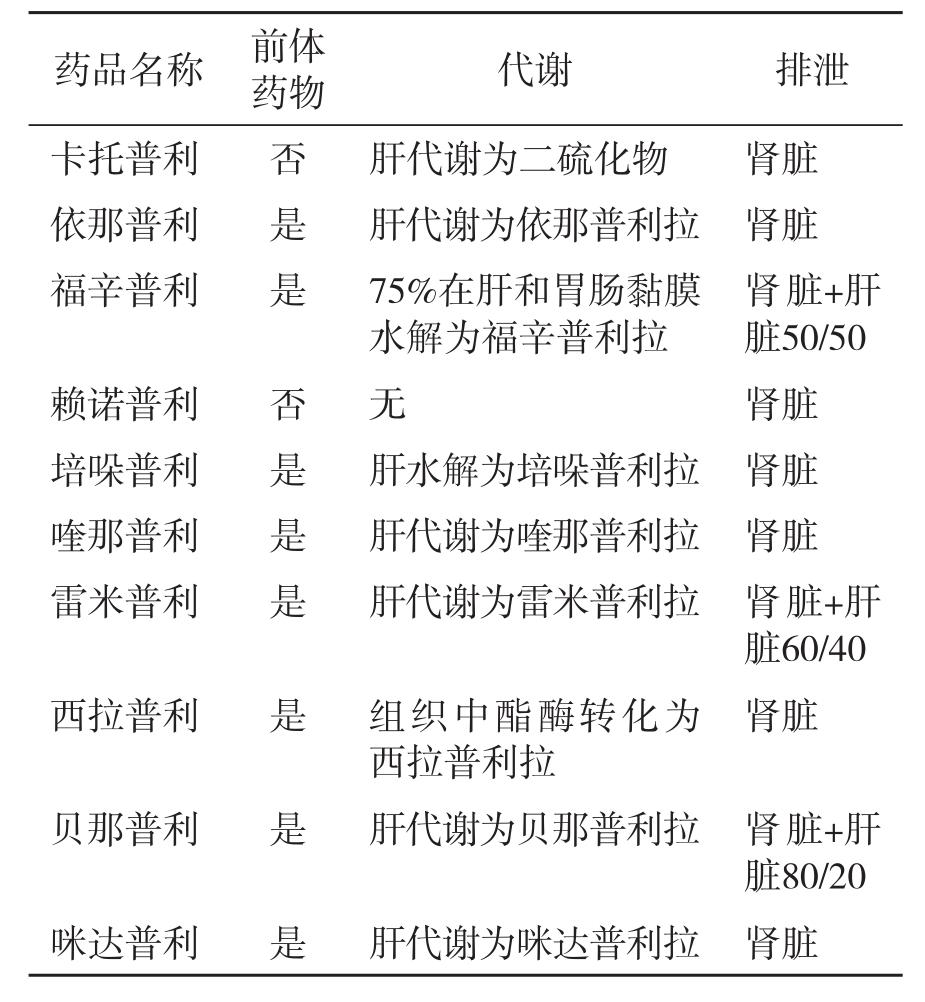 药品名称 前体药物 代谢 排泄
卡托普利 否 肝代谢为二硫化物 肾脏
依那普利 是 肝代谢为依那普利拉 肾脏
福辛普利 是 75%在肝和胃肠黏膜 肾脏+肝
水解为福辛普利拉 脏50/50
赖诺普利 否 无 肾脏
培哚普利 是 肝水解为培哚普利拉 肾脏
喹那普利 是 肝代谢为喹那普利拉 肾脏
雷米普利 是 肝代谢为雷米普利拉 肾脏+肝
脏60/40
西拉普利 是 组织中酯酶转化为 肾脏
西拉普利拉
贝那普利 是 肝代谢为贝那普利拉 肾脏+肝
脏80/20
咪达普利 是 肝代谢为咪达普利拉 肾脏